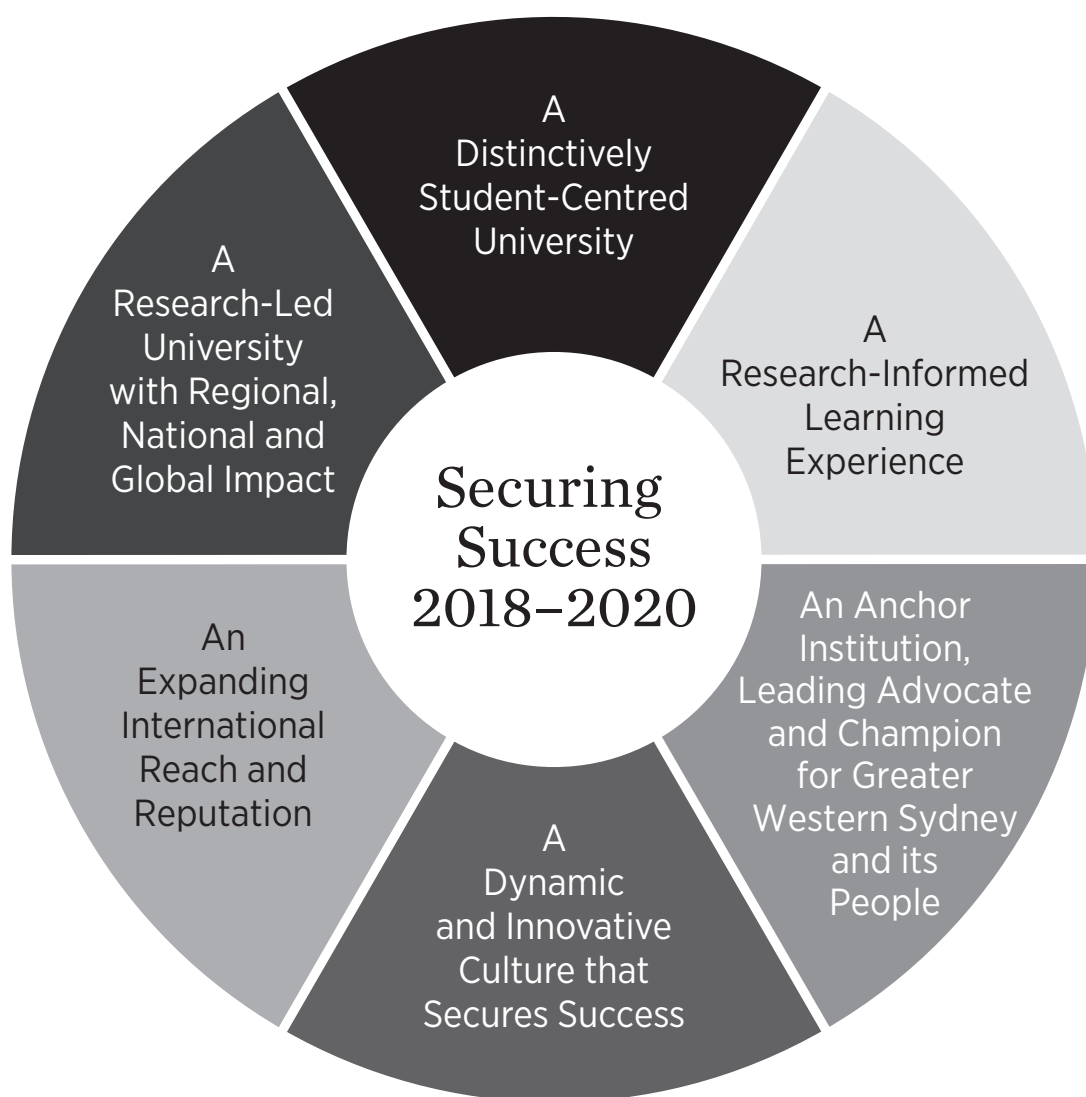 A
Distinctively
Student-Centred
University
A
Research-Informed
Learning
Experience
An Anchor
Institution,
Leading Advocate
and Champion
for Greater
Western Sydney
and its
People
A
Dynamic
and Innovative
Culture that
Secures Success
An
Expanding
International
Reach and
Reputation
A
Research-Led
University
with Regional,
National and
Global Impact
Securing
Success
2018–2020